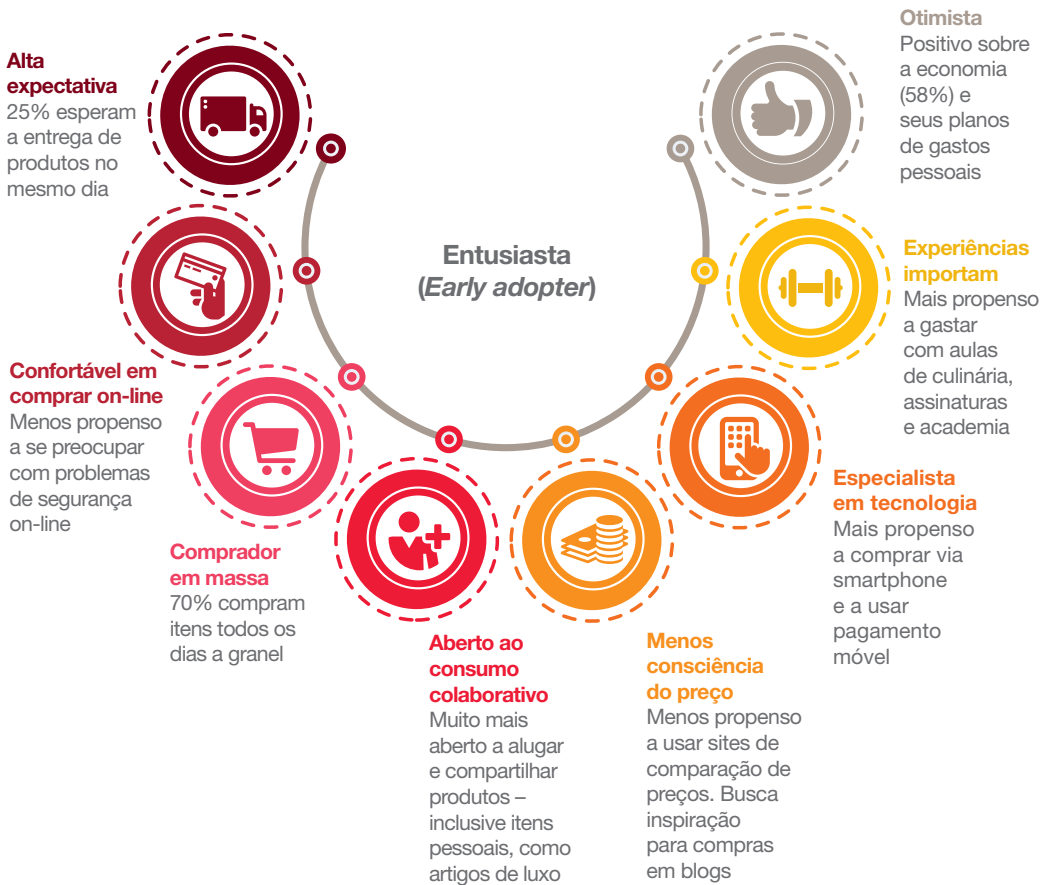 Entusiasta
(Early adopter)
Alta
expectativa
25% esperam
a entrega de
produtos no
mesmo dia
Confortável em
comprar on-line
Menos propenso
a se preocupar
com problemas
de segurança
on-line
Comprador
em massa
70% compram
itens todos os
dias a granel
Aberto ao
consumo
colaborativo
Muito mais
aberto a alugar
e compartilhar
produtos –
inclusive itens
pessoais, como
artigos de luxo
Menos
consciência
do preço
Menos propenso
a usar sites de
comparação de
preços. Busca
inspiração
para compras
em blogs
Especialista
em tecnologia
Mais propenso
a comprar via
smartphone
e a usar
pagamento
móvel
Experiências
importam
Mais propenso
a gastar
com aulas
de culinária,
assinaturas
e academia
Otimista
Positivo sobre
a economia
(58%) e
seus planos
de gastos
pessoais